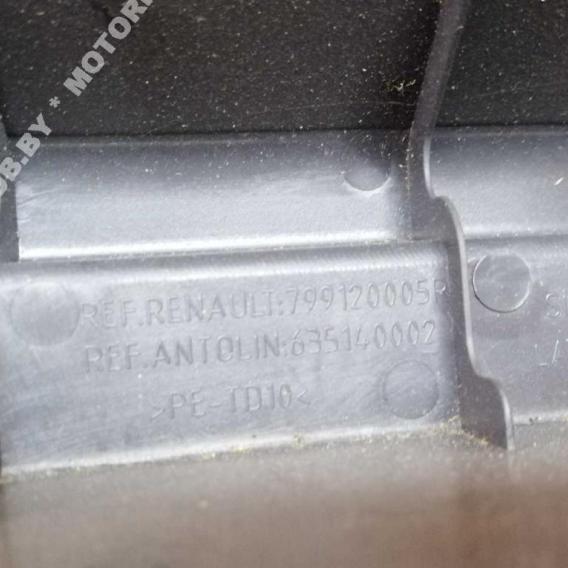 REF.RENAULT:799120005R
REF.ANTOLIN:635140002
>PE-TD10<